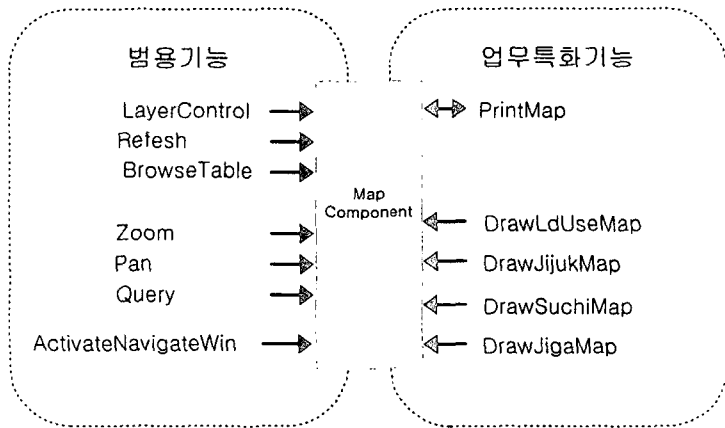 범용기능
LayerControl
Refesh
BrowseTable
Zoom
Pan
Query
ActivateNavigateWin
Map
Component
업무특화기능
PrintMap
DrawLdUseMap
DrawJijukMap
DrawSuchiMap
DrawJigaMap